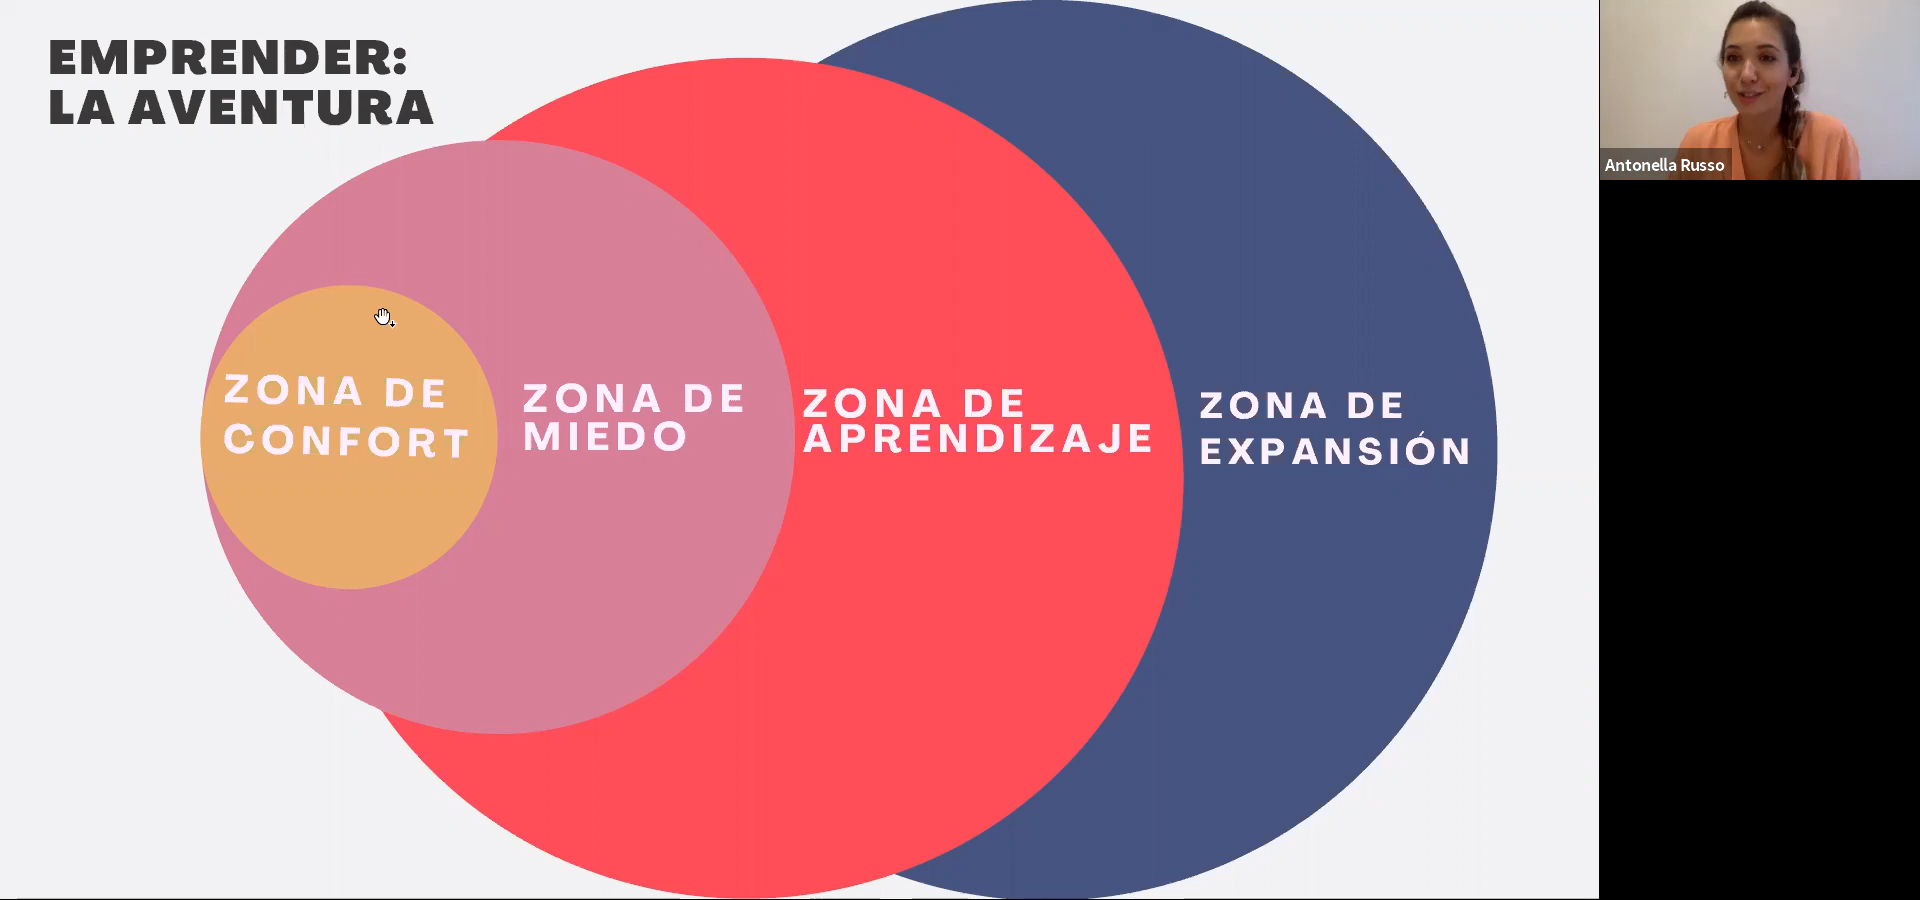 EMPRENDER:
LA AVENTURA
ZONA DE
CONFORT
ZONA DE
MIEDO
ZONA DE
APRENDIZAJE
ZONA DE
EXPANSIÓN
Antonella Russo